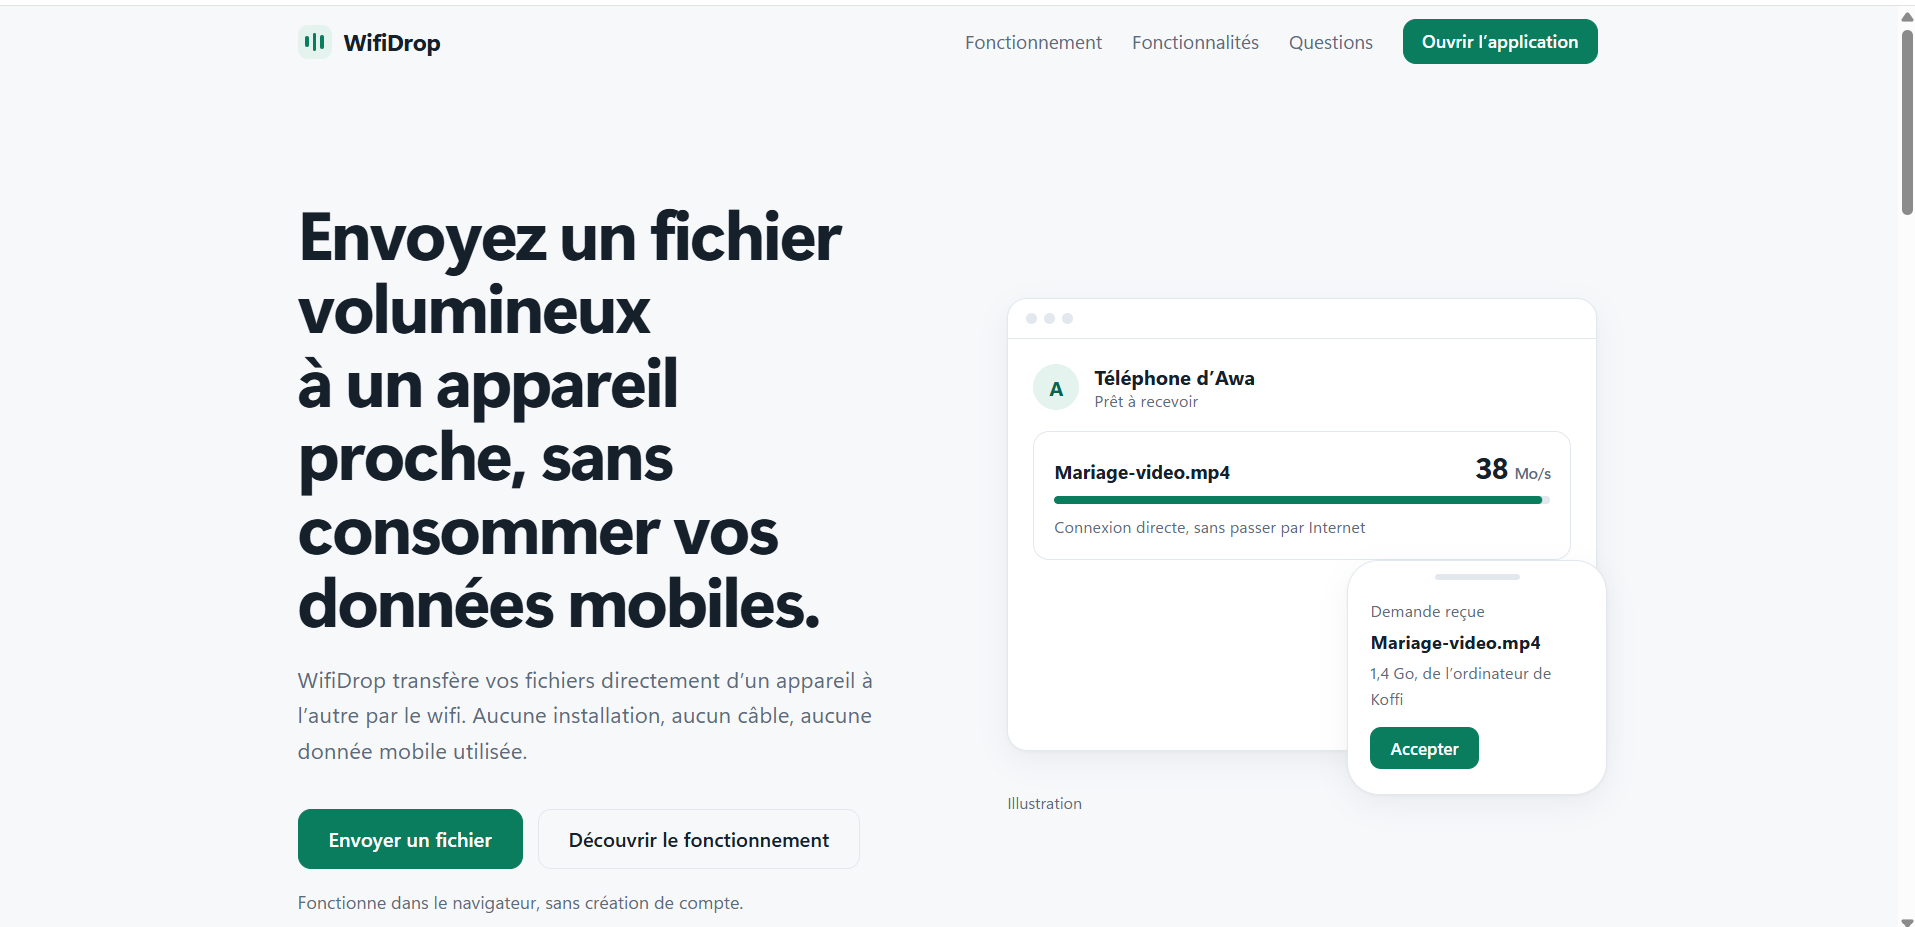 WifiDrop
Fonctionnement
Fonctionnalités
Questions
Ouvrir l’application
Envoyez un fichier
volumineux
à un appareil
proche, sans
consommer vos
données mobiles.
WifiDrop transfère vos fichiers directement d’un appareil à
l’autre par le wifi. Aucune installation, aucun câble, aucune
donnée mobile utilisée.
Envoyer un fichier
Découvrir le fonctionnement
Fonctionne dans le navigateur, sans création de compte.
A
Téléphone d’Awa
Prêt à recevoir
Mariage-video.mp4
38 Mo/s
Connexion directe, sans passer par Internet
Demande reçue
Mariage-video.mp4
1,4 Go, de l’ordinateur de
Koffi
Accepter
Illustration